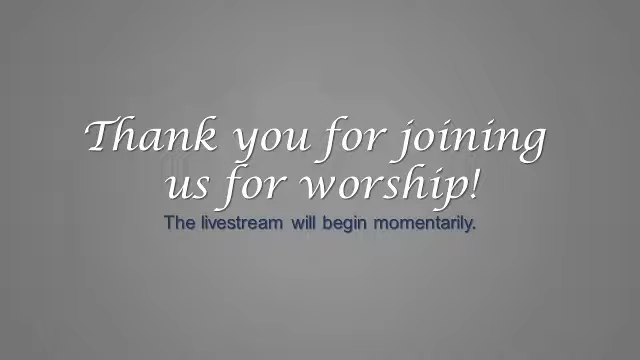 Thank you for joining
us for worship!
The livestream will begin momentarily.